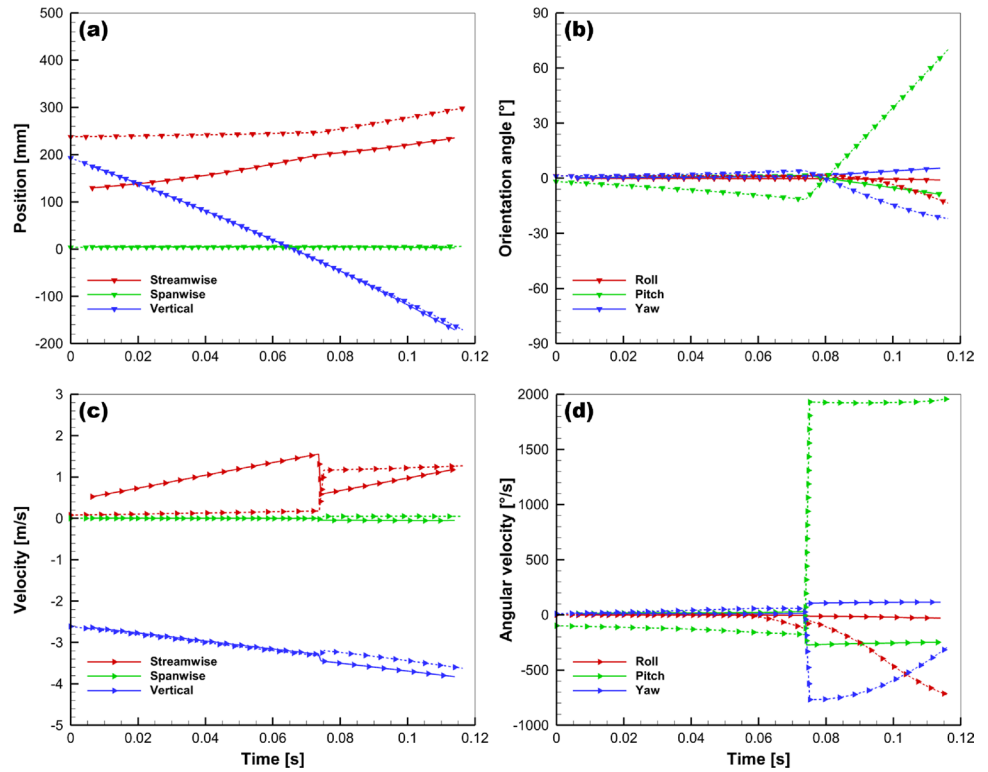 (a)
500
400
300
200
100
0
-100
-200
Position [mm]
Streamwise
Spanwise
Vertical
0 0.02 0.04 0.06 0.08 0.1 0.12
(b)
90
60
30
0
-30
-60
-90
Orientation angle [°]
Roll
Pitch
Yaw
0 0.02 0.04 0.06 0.08 0.1 0.12
(c)
3
2
1
0
-1
-2
-3
-4
-5
Velocity [m/s]
Streamwise
Spanwise
Vertical
0 0.02 0.04 0.06 0.08 0.1 0.12
Time [s]
(d)
2000
1500
1000
500
0
-500
-1000
Angular velocity [°/s]
Roll
Pitch
Yaw
0 0.02 0.04 0.06 0.08 0.1 0.12
Time [s]